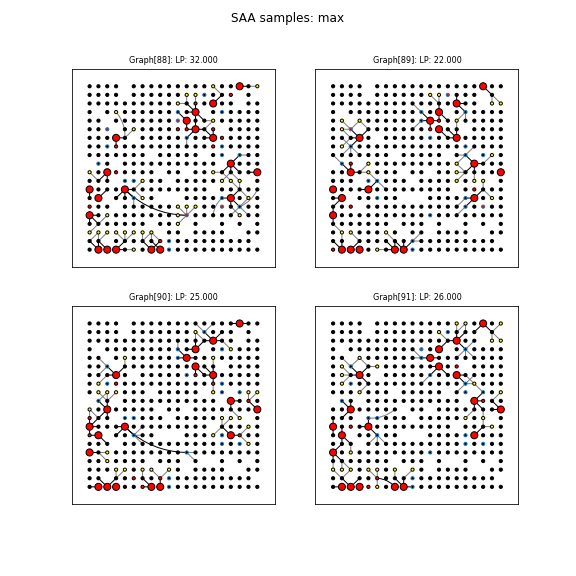 SAA samples: max
Graph[88]: LP: 32.000
Graph[89]: LP: 22.000
Graph[90]: LP: 25.000
Graph[91]: LP: 26.000